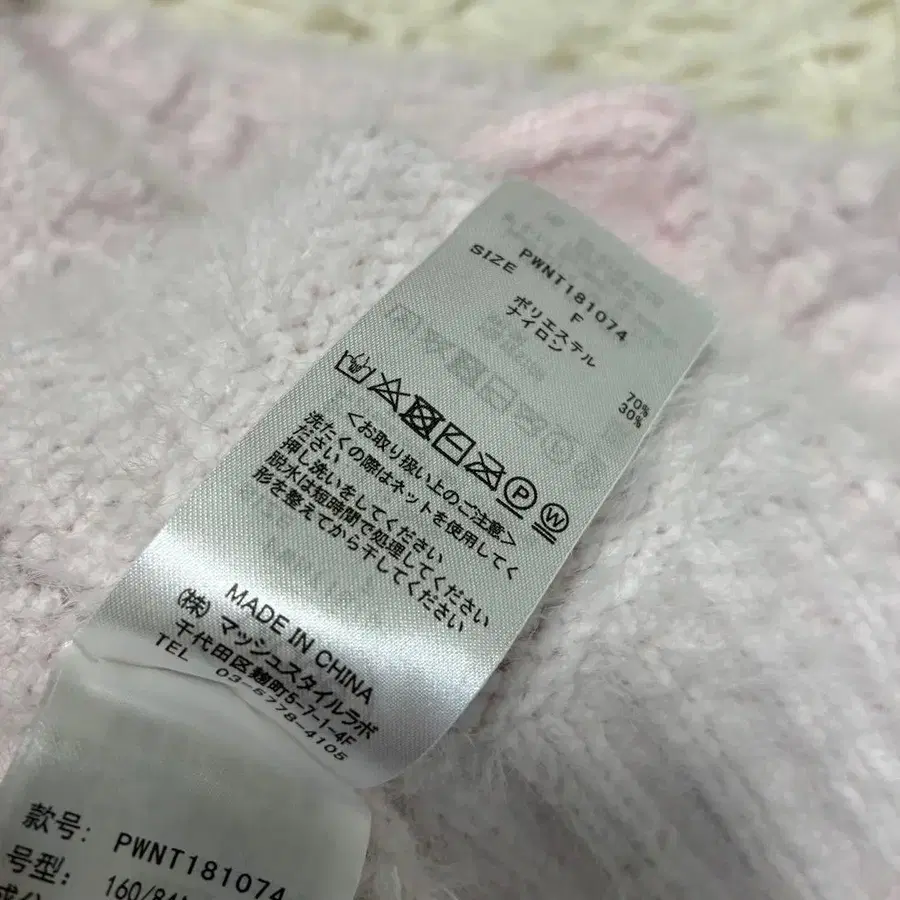 PWNT181074
SIZE F
ポリエステル 70%
ナイロン 30%
P W
<お取り扱い上のご注意>
洗たくの際はネットを使用してく
ださい
押し洗いをしてください
脱水は短時間で処理してください
形を整えてから干してください
MADE IN CHINA
(株) マッシュスタイルラボ
千代田区麹町5-7-1-4F
TEL 03-5778-4105
款号: PWNT181074
号型: 160/84